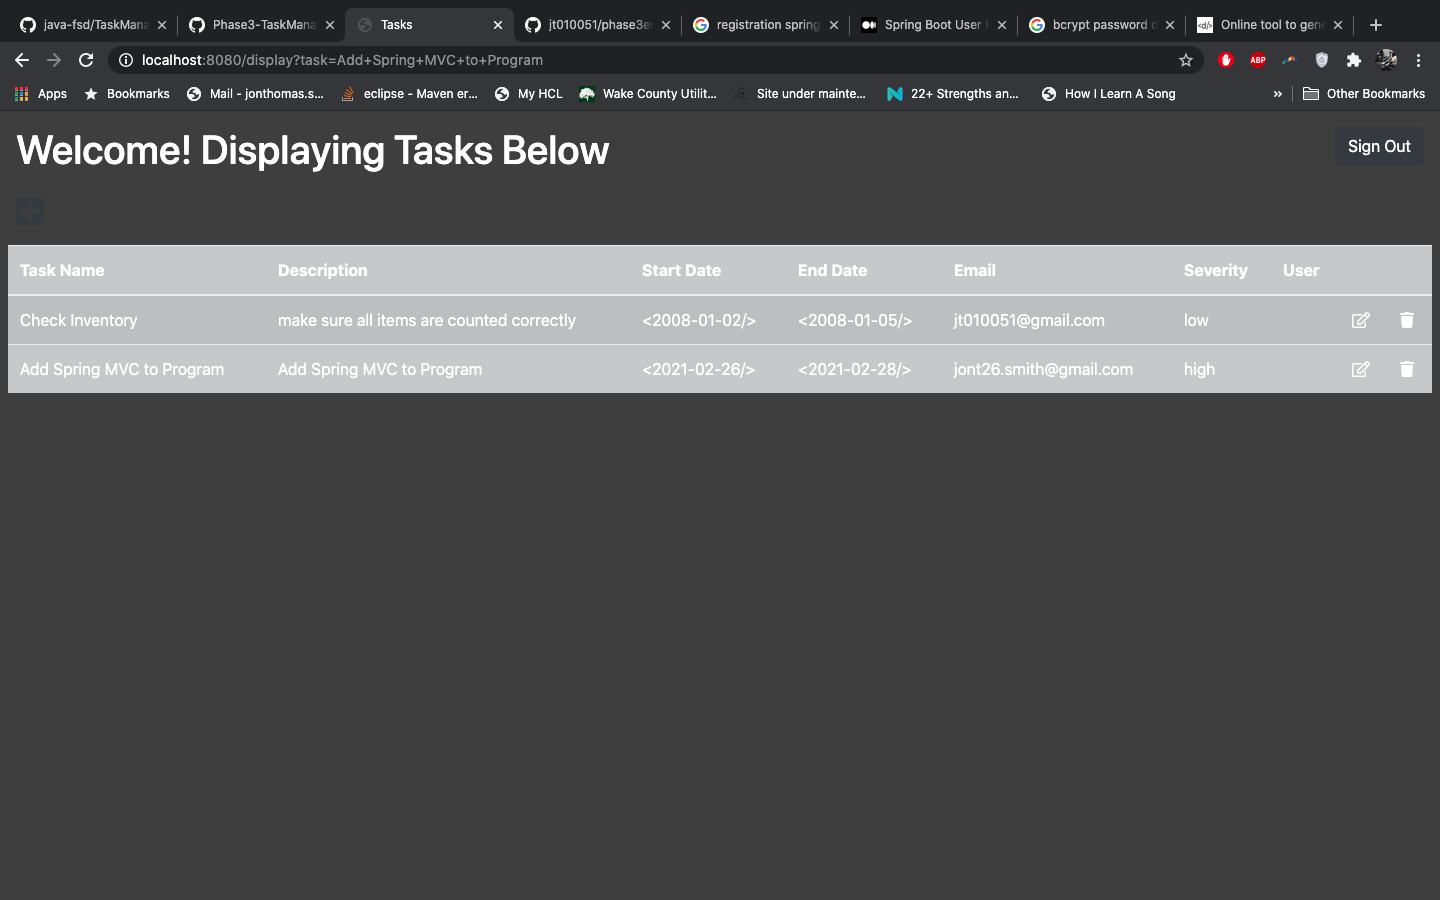 java-fsd/TaskMana Phase3-TaskMana Tasks jt010051/phase3e registration spring Spring Boot User bcrypt password Online tool to gene
localhost:8080/display?task=Add+Spring+MVC+to+Program ABP
Apps Bookmarks Mail - jonthomas.s... eclipse - Maven er... My HCL Wake County Utilit... Site under mainte... 22+ Strengths an... How I Learn A Song » Other Bookmarks
Welcome! Displaying Tasks Below Sign Out
Task Name Description Start Date End Date Email Severity User
Check Inventory make sure all items are counted correctly <2008-01-02/> <2008-01-05/> jt010051@gmail.com low
Add Spring MVC to Program Add Spring MVC to Program <2021-02-26/> <2021-02-28/> jont26.smith@gmail.com high